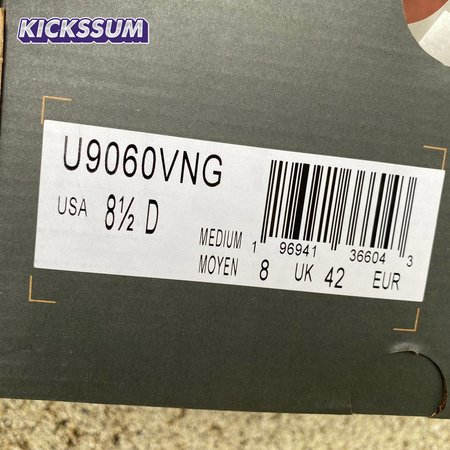 KICKSSUM
U9060VNG
USA 8½ D
MEDIUM 1 96941 36604 3
MOYEN 8 UK 42 EUR